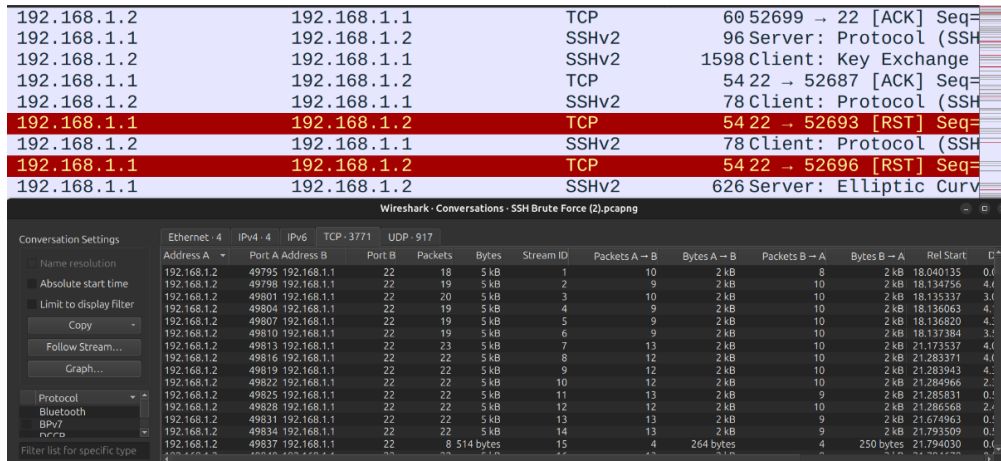 192.168.1.2 192.168.1.1 TCP 60 52699 → 22 [ACK] Seq=
192.168.1.1 192.168.1.2 SSHv2 96 Server: Protocol (SSH
192.168.1.2 192.168.1.1 SSHv2 1598 Client: Key Exchange
192.168.1.1 192.168.1.2 TCP 54 22 → 52687 [ACK] Seq=
192.168.1.2 192.168.1.1 SSHv2 78 Client: Protocol (SSH
192.168.1.1 192.168.1.2 TCP 54 22 → 52693 [RST] Seq=
192.168.1.2 192.168.1.1 SSHv2 78 Client: Protocol (SSH
192.168.1.1 192.168.1.2 TCP 54 22 → 52696 [RST] Seq=
192.168.1.1 192.168.1.2 SSHv2 626 Server: Elliptic Curv
Wireshark · Conversations · SSH Brute Force (2).pcapng
Conversation Settings
Name resolution
Absolute start time
Limit to display filter
Copy
Follow Stream...
Graph...
Protocol
Bluetooth
BPv7
DCCP
Filter list for specific type
Ethernet · 4 IPv4 · 4 IPv6 TCP · 3771 UDP · 917
Address A Port A Address B Port B Packets Bytes Stream ID Packets A → B Bytes A → B Packets B → A Bytes B → A Rel Start
192.168.1.2 49795 192.168.1.1 22 18 5 kB 1 10 2 kB 8 2 kB 18.040135
192.168.1.2 49798 192.168.1.1 22 19 5 kB 2 9 2 kB 10 2 kB 18.134756
192.168.1.2 49801 192.168.1.1 22 20 5 kB 3 10 2 kB 10 2 kB 18.135337
192.168.1.2 49804 192.168.1.1 22 19 5 kB 4 9 2 kB 10 2 kB 18.136063
192.168.1.2 49807 192.168.1.1 22 19 5 kB 5 9 2 kB 10 2 kB 18.136820
192.168.1.2 49810 192.168.1.1 22 19 5 kB 6 9 2 kB 10 2 kB 18.137384
192.168.1.2 49813 192.168.1.1 22 23 5 kB 7 13 2 kB 10 2 kB 21.173537
192.168.1.2 49816 192.168.1.1 22 22 5 kB 8 12 2 kB 10 2 kB 21.283371
192.168.1.2 49819 192.168.1.1 22 22 5 kB 9 12 2 kB 10 2 kB 21.283943
192.168.1.2 49822 192.168.1.1 22 22 5 kB 10 12 2 kB 10 2 kB 21.284966
192.168.1.2 49825 192.168.1.1 22 22 5 kB 11 13 2 kB 9 2 kB 21.285831
192.168.1.2 49828 192.168.1.1 22 22 5 kB 12 12 2 kB 10 2 kB 21.286568
192.168.1.2 49831 192.168.1.1 22 22 5 kB 13 13 2 kB 9 2 kB 21.674963
192.168.1.2 49834 192.168.1.1 22 22 5 kB 14 13 2 kB 9 2 kB 21.793509
192.168.1.2 49837 192.168.1.1 22 8 514 bytes 15 4 264 bytes 4 250 bytes 21.794030